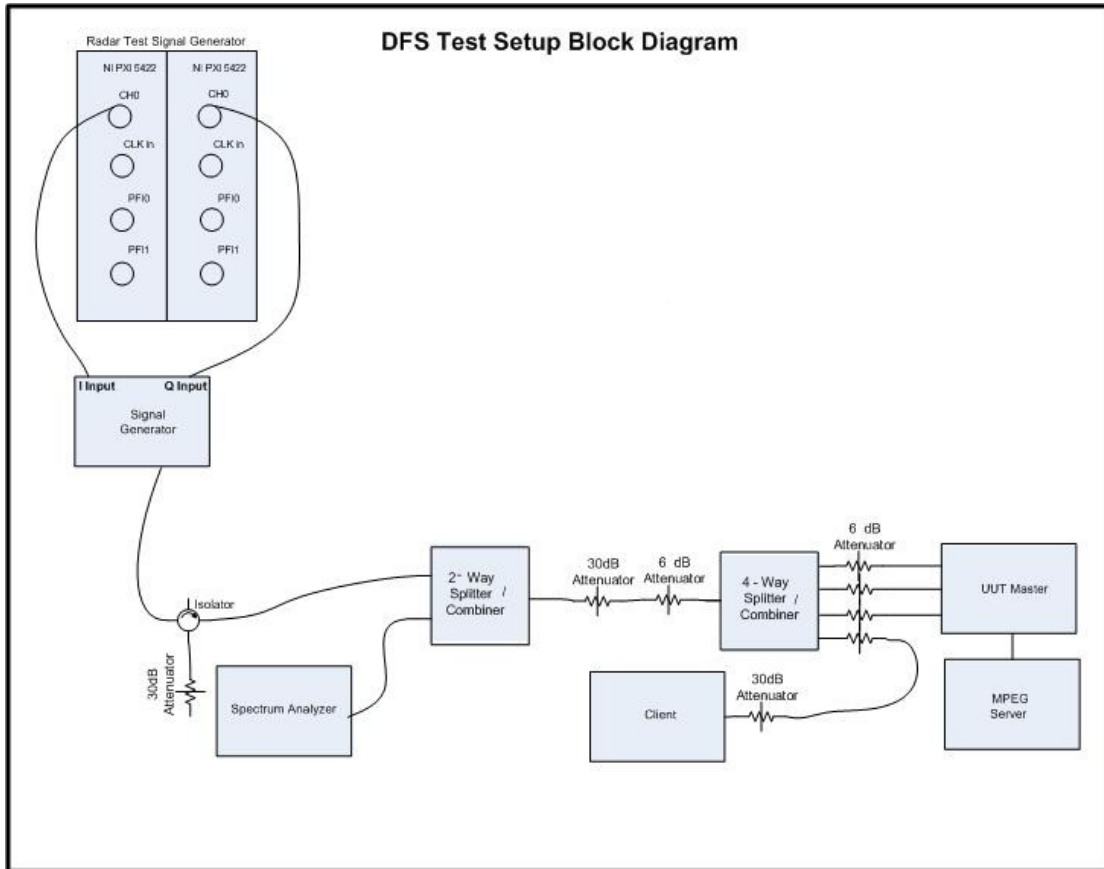 DFS Test Setup Block Diagram
Radar Test Signal Generator
NI PXI 5422
NI PXI 5422
CH0
CH0
CLK in
CLK in
PFI0
PFI0
PFI1
PFI1
I Input
Q Input
Signal
Generator
Isolator
30dB
Attenuator
Spectrum Analyzer
2- Way
Splitter /
Combiner
30dB
Attenuator
6 dB
Attenuator
4 - Way
Splitter /
Combiner
6 dB
Attenuator
UUT Master
30dB
Attenuator
Client
MPEG
Server